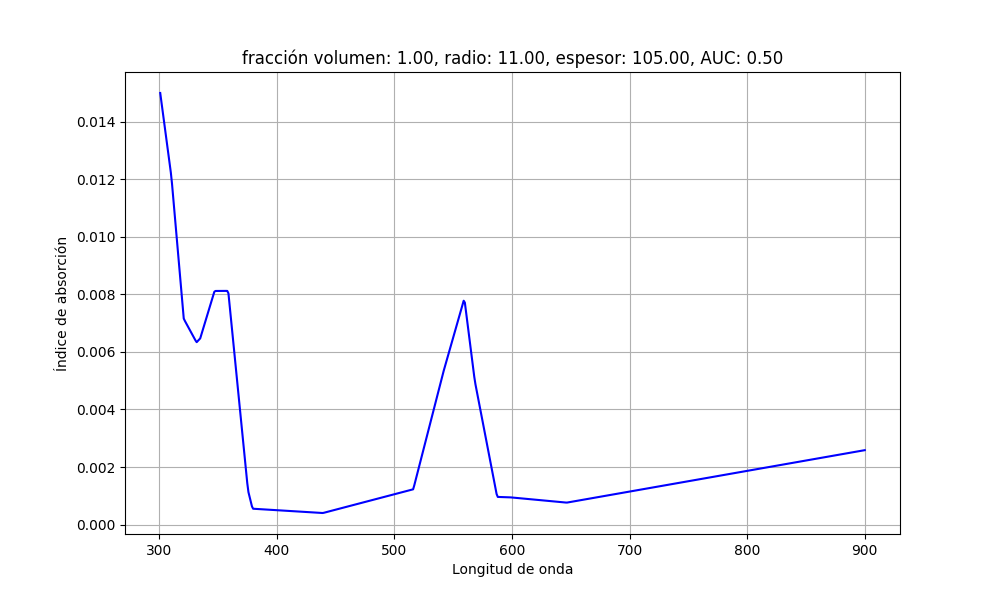 fracción volumen: 1.00, radio: 11.00, espesor: 105.00, AUC: 0.50
Índice de absorción
0.014
0.012
0.010
0.008
0.006
0.004
0.002
0.000
300 400 500 600 700 800 900
Longitud de onda